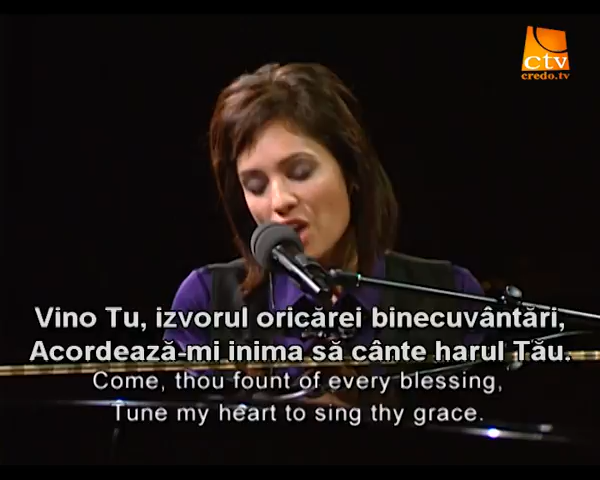 ctv
credo.tv
Vino Tu, izvorul oricărei binecuvântări,
Acordează-mi inima să cânte harul Tău.
Come, thou fount of every blessing,
Tune my heart to sing thy grace.